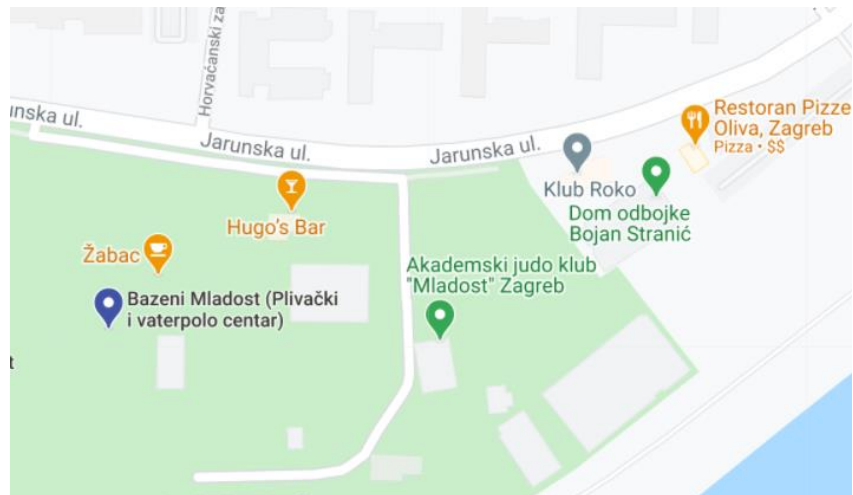 Horvaćanski za
unska ul.
Jarunska ul.
Jarunska ul.
Restoran Pizze
Oliva, Zagreb
Pizza • $$
Klub Roko
Dom odbojke
Bojan Stranić
Hugo's Bar
Žabac
Akademski judo klub
"Mladost" Zagreb
Bazeni Mladost (Plivački
i vaterpolo centar)
t